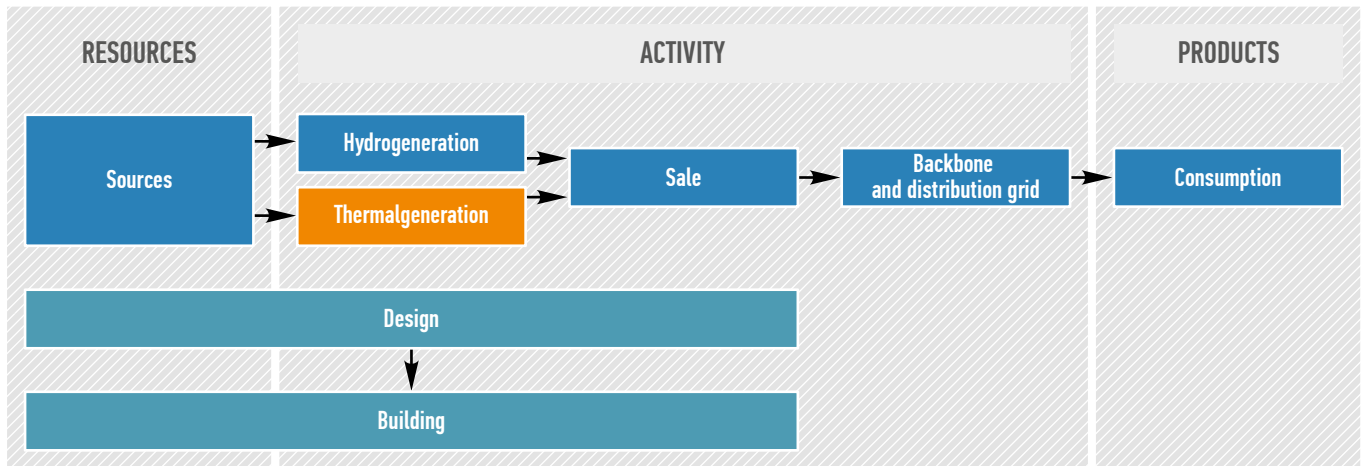 RESOURCES
ACTIVITY
PRODUCTS
Sources
Hydrogeneration
Thermalgeneration
Sale
Backbone
and distribution grid
Consumption
Design
Building